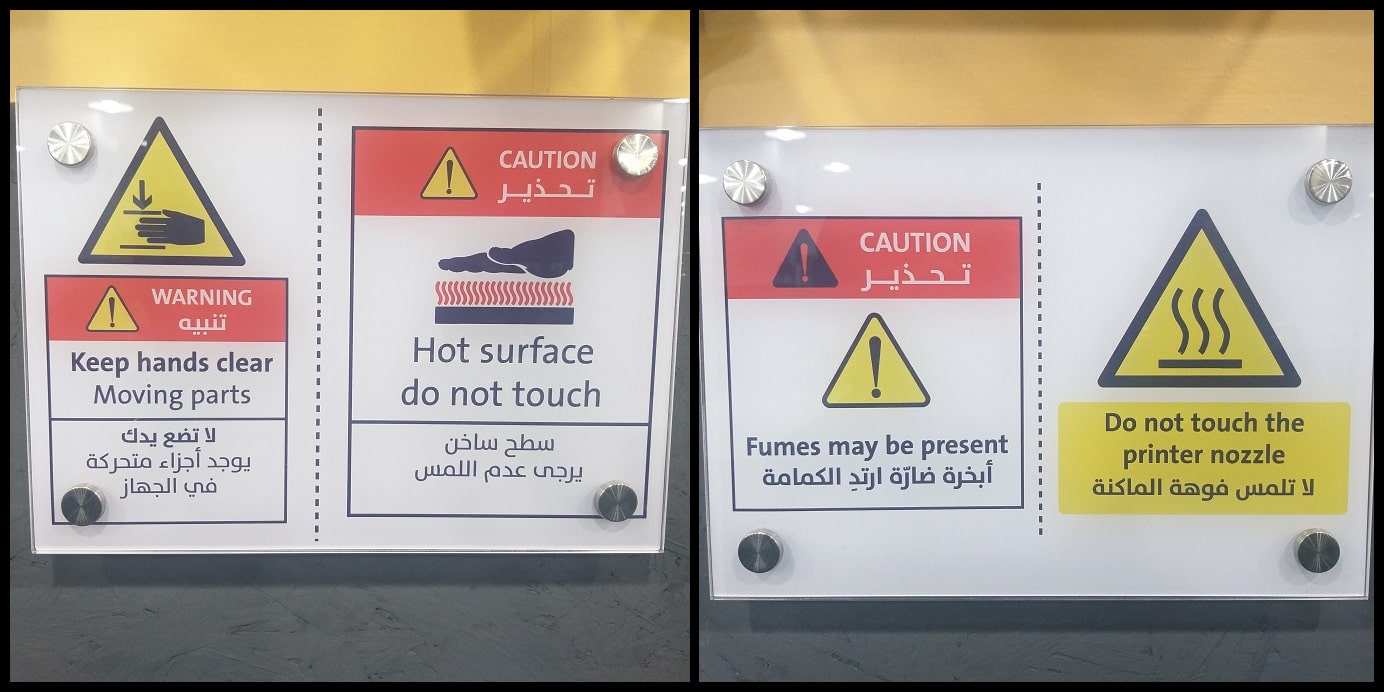 WARNING
تنبيه
Keep hands clear
Moving parts
لا تضع يدك
يوجد أجزاء متحركة
في الجهاز
CAUTION
تحذير
Hot surface
do not touch
سطح ساخن
يرجى عدم اللمس
CAUTION
تحذير
Fumes may be present
أبخرة ضارّة ارتدِ الكمامة
Do not touch the
printer nozzle
لا تلمس فوهة الماكنة